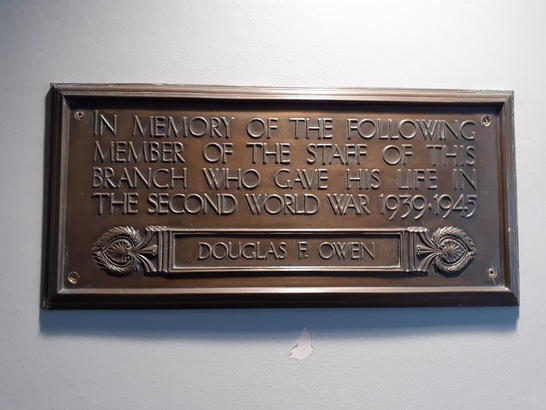 IN MEMORY OF THE FOLLOWING
MEMBER OF THE STAFF OF THIS
BRANCH WHO GAVE HIS LIFE IN
THE SECOND WORLD WAR 1939·1945
DOUGLAS F. OWEN